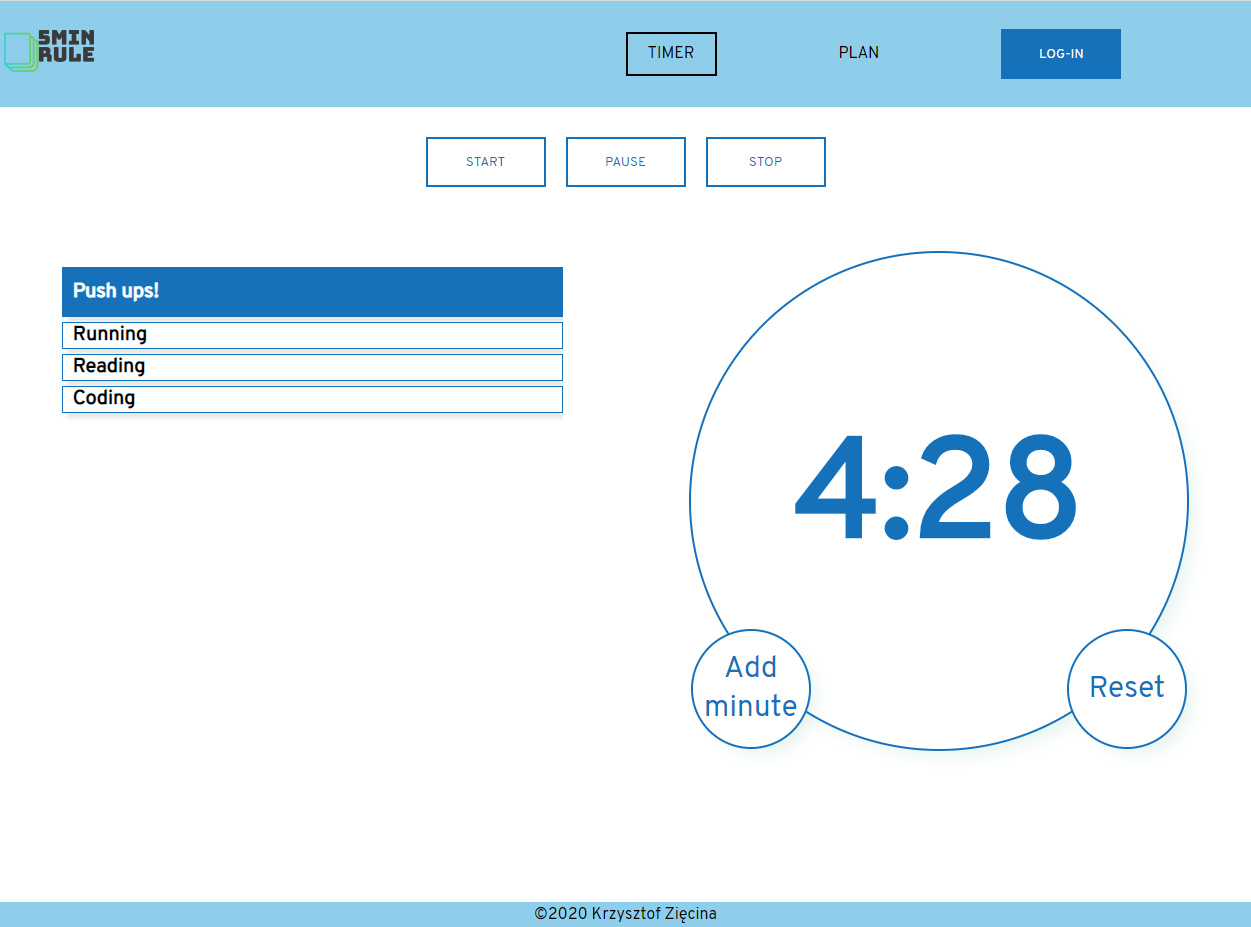 5MIN
RULE
TIMER
PLAN
LOG-IN
START
PAUSE
STOP
Push ups!
Running
Reading
Coding
4:28
Add
minute
Reset
©2020 Krzysztof Zięcina